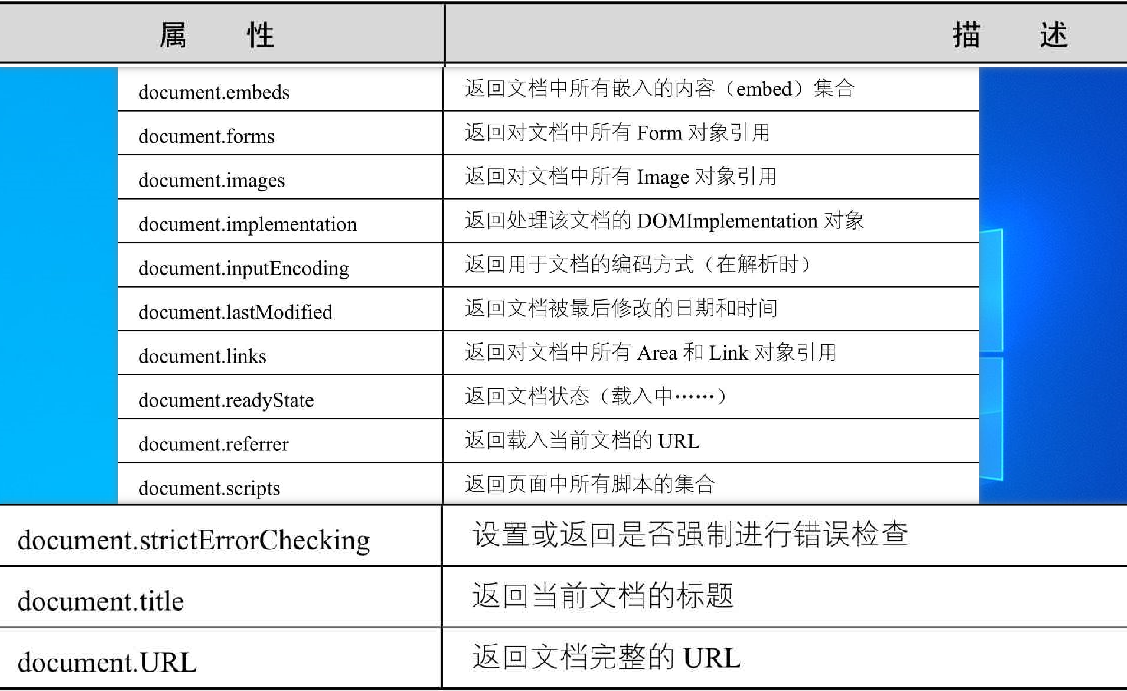 属 性 描 述
document.embeds 返回文档中所有嵌入的内容（embed）集合
document.forms 返回对文档中所有 Form 对象引用
document.images 返回对文档中所有 Image 对象引用
document.implementation 返回处理该文档的 DOMImplementation 对象
document.inputEncoding 返回用于文档的编码方式（在解析时）
document.lastModified 返回文档被最后修改的日期和时间
document.links 返回对文档中所有 Area 和 Link 对象引用
document.readyState 返回文档状态（载入中……）
document.referrer 返回载入当前文档的 URL
document.scripts 返回页面中所有脚本的集合
document.strictErrorChecking 设置或返回是否强制进行错误检查
document.title 返回当前文档的标题
document.URL 返回文档完整的 URL